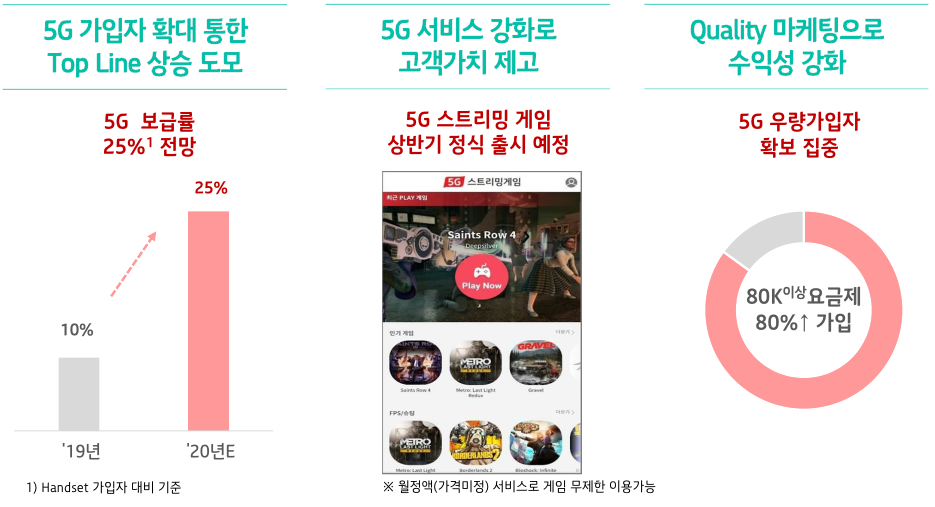 5G 가입자 확대 통한
Top Line 상승 도모
5G 보급률
25%¹ 전망
25%
10%
'19년
'20년E
1) Handset 가입자 대비 기준
5G 서비스 강화로
고객가치 제고
5G 스트리밍 게임
상반기 정식 출시 예정
5G 스트리밍게임
최근 PLAY 게임
Saints Row 4
Deepsilver
Play Now
인기 게임
더보기 >
SAINTS RO
METRO
LAST LIGHT
REDUX
GRAVEL
Saints Row 4
Metro: Last Light
Redux
Gravel
FPS/슈팅
더보기 >
METRO
LAST LIGHT
BORDERLANDS 2
Metro: Last Light
Borderlands 2
Bioshock: Infinite
※ 월정액(가격미정) 서비스로 게임 무제한 이용가능
Quality 마케팅으로
수익성 강화
5G 우량가입자
확보 집중
80K이상요금제
80%↑ 가입